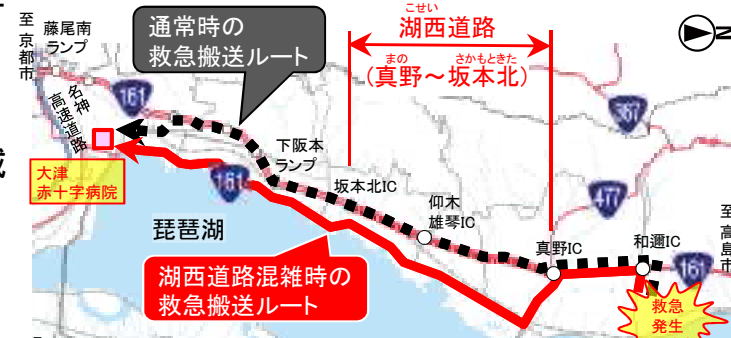 至
京
都
市
藤尾南
ランプ
名神
高速道路
161
通常時の
救急搬送ルート
こせい
湖西道路
まの
さかもときた
(真野～坂本北)
N
367
大津
赤十字病院
161
下阪本
ランプ
坂本北IC
仰木
雄琴IC
477
真野IC
和邇IC
至
高
島
市
161
琵琶湖
湖西道路混雑時の
救急搬送ルート
救急
発生